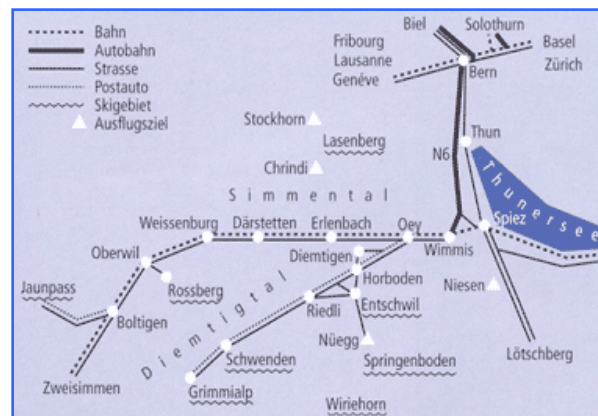 Bahn
Autobahn
Strasse
Postauto
Skigebiet
Ausflugsziel
Biel
Solothurn
Fribourg
Lausanne
Genéve
Basel
Zürich
Bern
Stockhorn
Lasenberg
Thun
Chrindi
N6
Thunersee
Simmental
Weissenburg
Därstetten
Erlenbach
Oey
Wimmis
Spiez
Oberwil
Diemtigen
Horboden
Niesen
Jaunpass
Rossberg
Riedli
Entschwil
Boltigen
Diemtigtal
Nüegg
Lötschberg
Schwenden
Springenboden
Zweisimmen
Grimmialp
Wiriehorn